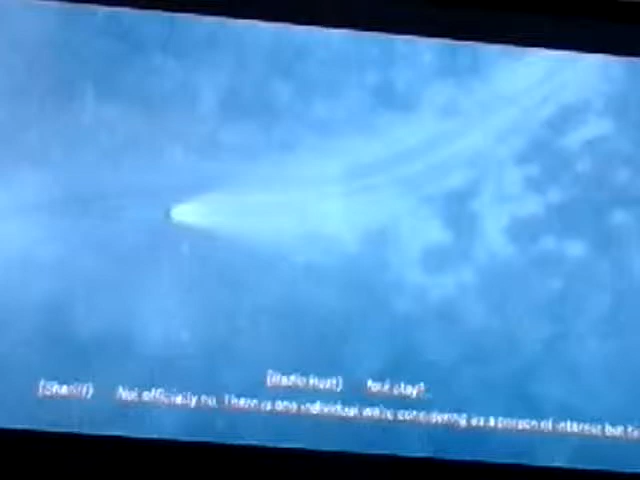 [Radio Host] foul play?
[Sheriff] Not officially no. There is one individual we're considering as a person of interest but